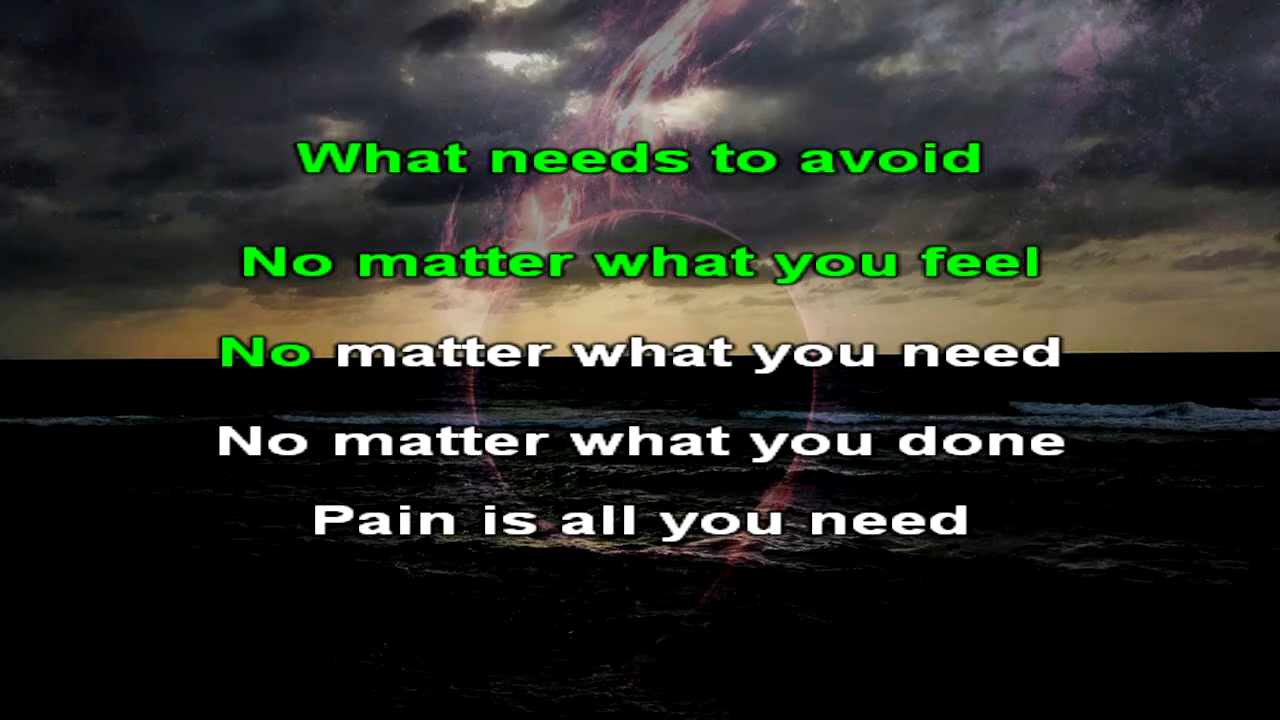 What needs to avoid
No matter what you feel
No matter what you need
No matter what you done
Pain is all you need